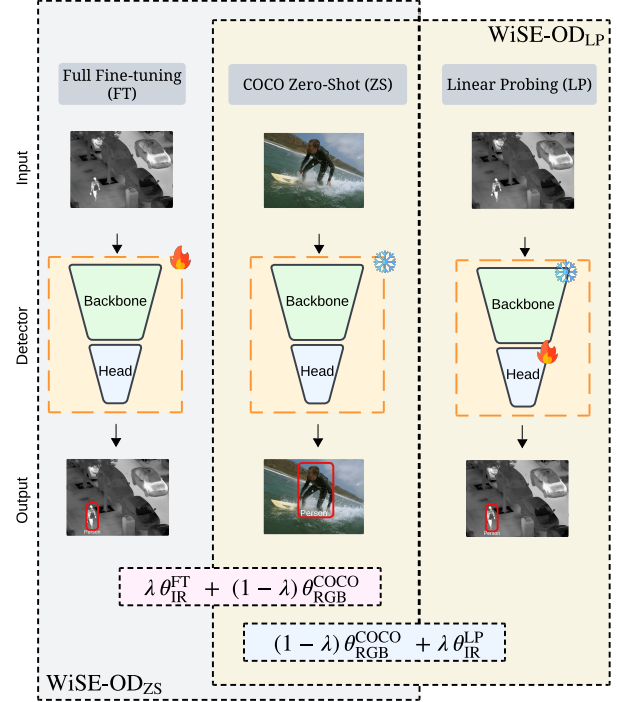 WiSE-OD_LP
Full Fine-tuning
(FT)
COCO Zero-Shot (ZS)
Linear Probing (LP)
Input
Detector
Backbone
Head
Backbone
Head
Backbone
Head
Output
Person
Person
Person
λ θ_IR^FT + (1 − λ) θ_RGB^COCO
(1 − λ) θ_RGB^COCO + λ θ_IR^LP
WiSE-OD_ZS